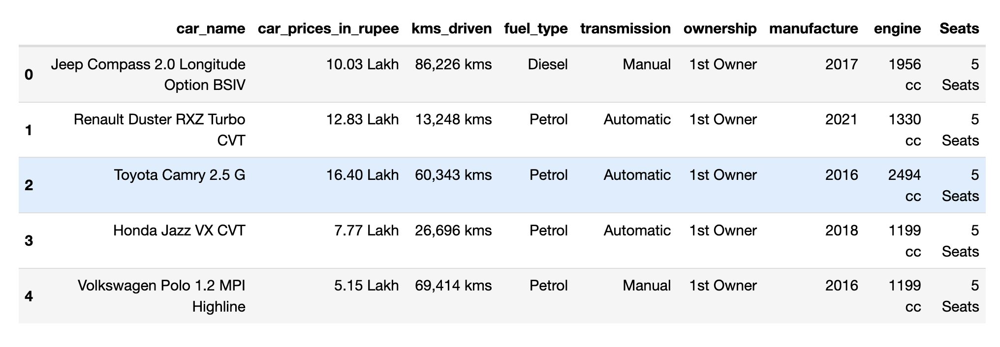 car_name car_prices_in_rupee kms_driven fuel_type transmission ownership manufacture engine Seats
0 Jeep Compass 2.0 Longitude Option BSIV 10.03 Lakh 86,226 kms Diesel Manual 1st Owner 2017 1956 cc 5 Seats
1 Renault Duster RXZ Turbo CVT 12.83 Lakh 13,248 kms Petrol Automatic 1st Owner 2021 1330 cc 5 Seats
2 Toyota Camry 2.5 G 16.40 Lakh 60,343 kms Petrol Automatic 1st Owner 2016 2494 cc 5 Seats
3 Honda Jazz VX CVT 7.77 Lakh 26,696 kms Petrol Automatic 1st Owner 2018 1199 cc 5 Seats
4 Volkswagen Polo 1.2 MPI Highline 5.15 Lakh 69,414 kms Petrol Manual 1st Owner 2016 1199 cc 5 Seats